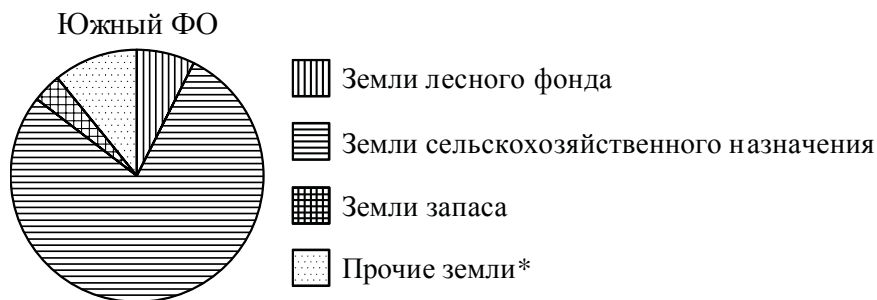 Южный ФО
Земли лесного фонда
Земли сельскохозяйственного назначения
Земли запаса
Прочие земли*